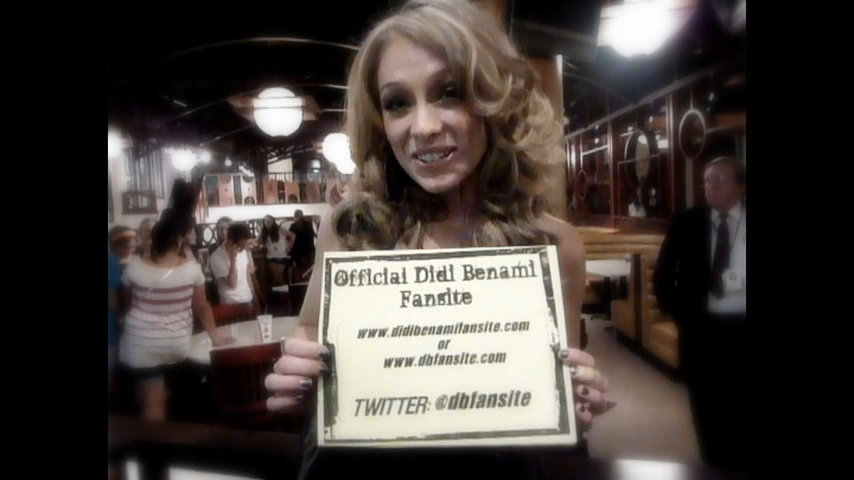 Official Didi Benami
Fansite
www.didibenamifansite.com
or
www.dbfansite.com
TWITTER: @dbfansite